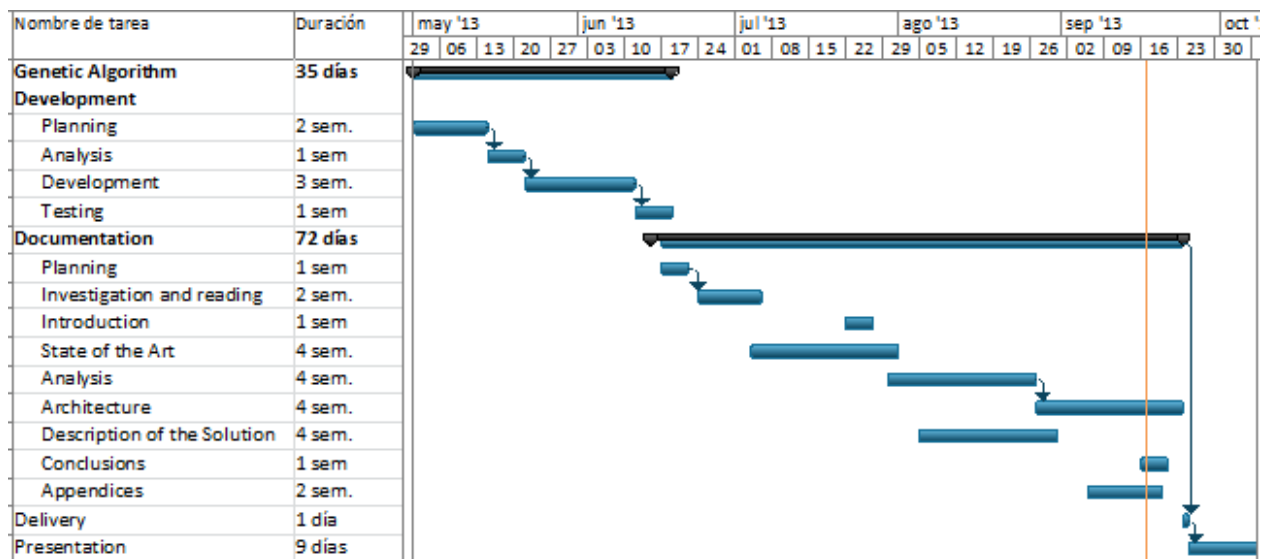 Nombre de tarea Duración may '13 jun '13 jul '13 ago '13 sep '13 oct '
29 06 13 20 27 03 10 17 24 01 08 15 22 29 05 12 19 26 02 09 16 23 30
Genetic Algorithm 35 días
Development
Planning 2 sem.
Analysis 1 sem
Development 3 sem.
Testing 1 sem
Documentation 72 días
Planning 1 sem
Investigation and reading 2 sem.
Introduction 1 sem
State of the Art 4 sem.
Analysis 4 sem.
Architecture 4 sem.
Description of the Solution 4 sem.
Conclusions 1 sem
Appendices 2 sem.
Delivery 1 día
Presentation 9 días